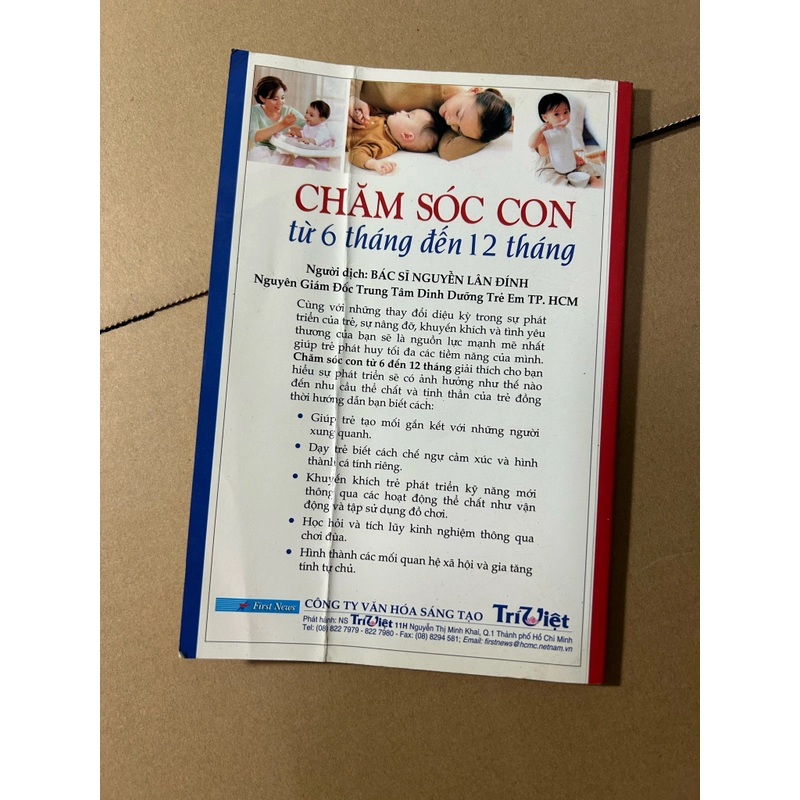 CHĂM SÓC CON
từ 6 tháng đến 12 tháng
Người dịch: BÁC SĨ NGUYỄN LÂN ĐÍNH
Nguyên Giám Đốc Trung Tâm Dinh Dưỡng Trẻ Em TP. HCM
Cùng với những thay đổi diệu kỳ trong sự phát
triển của trẻ, sự nâng đỡ, khuyến khích và tình yêu
thương của bạn sẽ là nguồn lực mạnh mẽ nhất
giúp trẻ phát huy tối đa các tiềm năng của mình.
Chăm sóc con từ 6 đến 12 tháng giải thích cho bạn
hiểu sự phát triển sẽ có ảnh hưởng như thế nào
đến nhu cầu thể chất và tinh thần của trẻ đồng
thời hướng dẫn bạn biết cách:
• Giúp trẻ tạo mối gắn kết với những người
xung quanh.
• Dạy trẻ biết cách chế ngự cảm xúc và hình
thành cá tính riêng.
• Khuyến khích trẻ phát triển kỹ năng mới
thông qua các hoạt động thể chất như vận
động và tập sử dụng đồ chơi.
• Học hỏi và tích lũy kinh nghiệm thông qua
chơi đùa.
• Hình thành các mối quan hệ xã hội và gia tăng
tính tự chủ.
First News CÔNG TY VĂN HÓA SÁNG TẠO Trí Việt
Phát hành: NS Trí Việt 11H Nguyễn Thị Minh Khai, Q.1 Thành phố Hồ Chí Minh
Tel: (08) 822 7979 - 822 7980 - Fax: (08) 8294 581; Email: firstnews@hcmc.netnam.vn